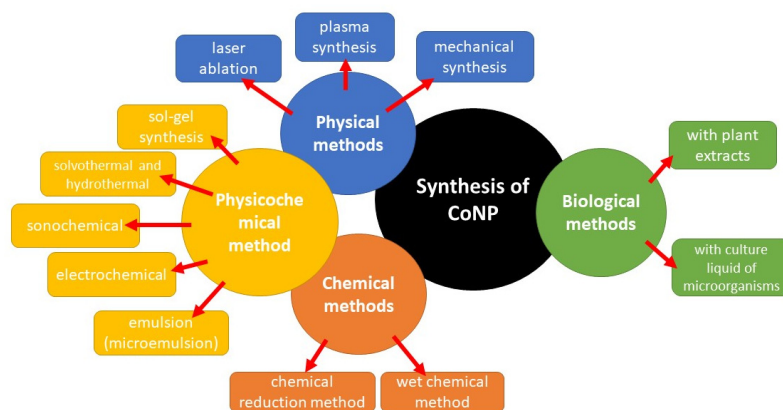 plasma
synthesis
laser
ablation
mechanical
synthesis
Physical
methods
sol-gel
synthesis
solvothermal and
hydrothermal
sonochemical
electrochemical
emulsion
(microemulsion)
Physicoche
mical
method
Synthesis of
CoNP
Biological
methods
with plant
extracts
with culture
liquid of
microorganisms
Chemical
methods
chemical
reduction method
wet chemical
method